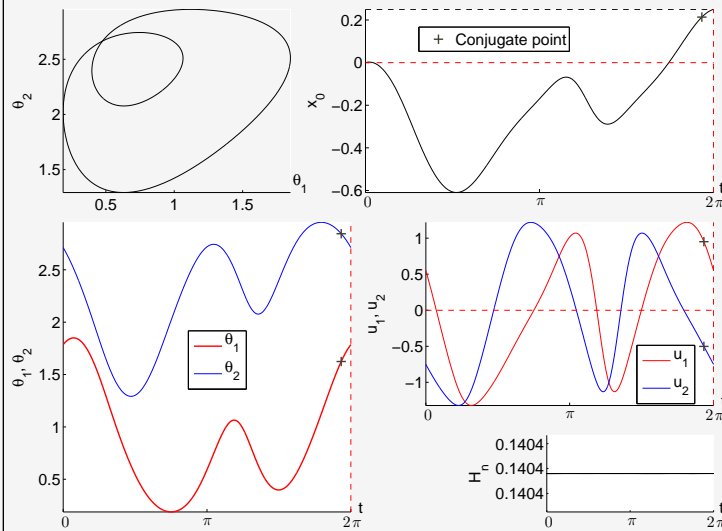 θ₂
2.5
2
1.5
0.5
1
1.5
θ₁
x₀
0.2
0
−0.2
−0.4
−0.6
+ Conjugate point
0
π
2π
t
θ₁, θ₂
2.5
2
1.5
1
0.5
θ₁
θ₂
0
π
2π
t
u₁, u₂
1
0.5
0
−0.5
−1
u₁
u₂
0
π
2π
t
Hₙ
0.1404
0.1404
0.1404
0
π
2π
t